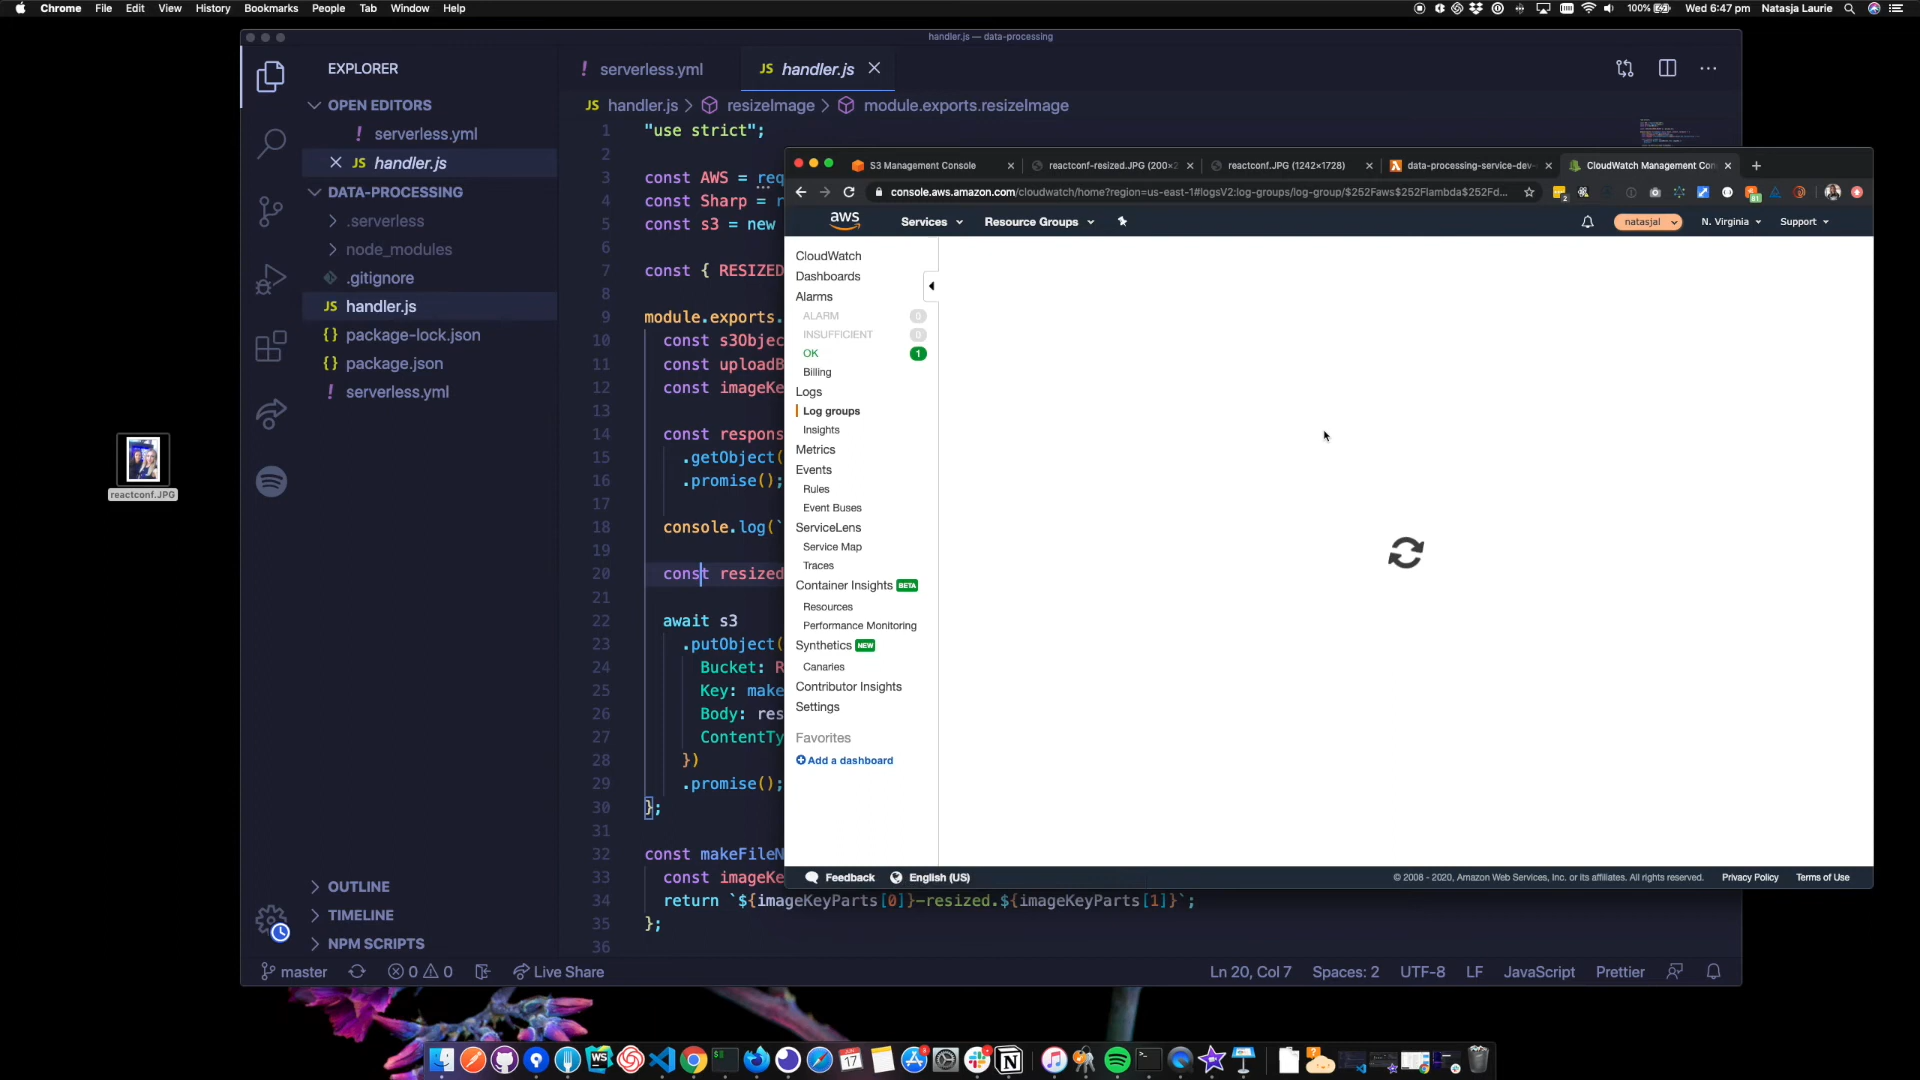 Chrome File Edit View History Bookmarks People Tab Window Help
100% Wed 6:47 pm Natasja Laurie
handler.js — data-processing
EXPLORER
OPEN EDITORS
! serverless.yml
JS handler.js
DATA-PROCESSING
.serverless
node_modules
.gitignore
JS handler.js
{} package-lock.json
{} package.json
! serverless.yml
OUTLINE
TIMELINE
NPM SCRIPTS
reactconf.JPG
! serverless.yml
JS handler.js
JS handler.js > resizeImage > module.exports.resizeImage
1 "use strict";
2
3 const AWS = req
4 const Sharp = r
5 const s3 = new
6
7 const { RESIZED
8
9 module.exports.
10 const s3Objec
11 const uploadB
12 const imageKe
13
14 const respons
15 .getObject(
16 .promise();
17
18 console.log(`
19
20 const resized
21
22 await s3
23 .putObject(
24 Bucket: R
25 Key: make
26 Body: res
27 ContentTy
28 })
29 .promise();
30 };
31
32 const makeFileN
33 const imageKe
34 return `${imageKeyParts[0]}-resized.${imageKeyParts[1]}`;
35 };
36
S3 Management Console
reactconf-resized.JPG (200×2
reactconf.JPG (1242×1728)
data-processing-service-dev-
CloudWatch Management Con
console.aws.amazon.com/cloudwatch/home?region=us-east-1#logsV2:log-groups/log-group/$252Faws$252Flambda$252Fd...
aws Services Resource Groups natasjal N. Virginia Support
CloudWatch
Dashboards
Alarms
ALARM 0
INSUFFICIENT 0
OK 1
Billing
Logs
Log groups
Insights
Metrics
Events
Rules
Event Buses
ServiceLens
Service Map
Traces
Container Insights BETA
Resources
Performance Monitoring
Synthetics NEW
Canaries
Contributor Insights
Settings
Favorites
Add a dashboard
Feedback English (US) © 2008 - 2020, Amazon Web Services, Inc. or its affiliates. All rights reserved. Privacy Policy Terms of Use
master 0 0 Live Share Ln 20, Col 7 Spaces: 2 UTF-8 LF JavaScript Prettier
WS
17